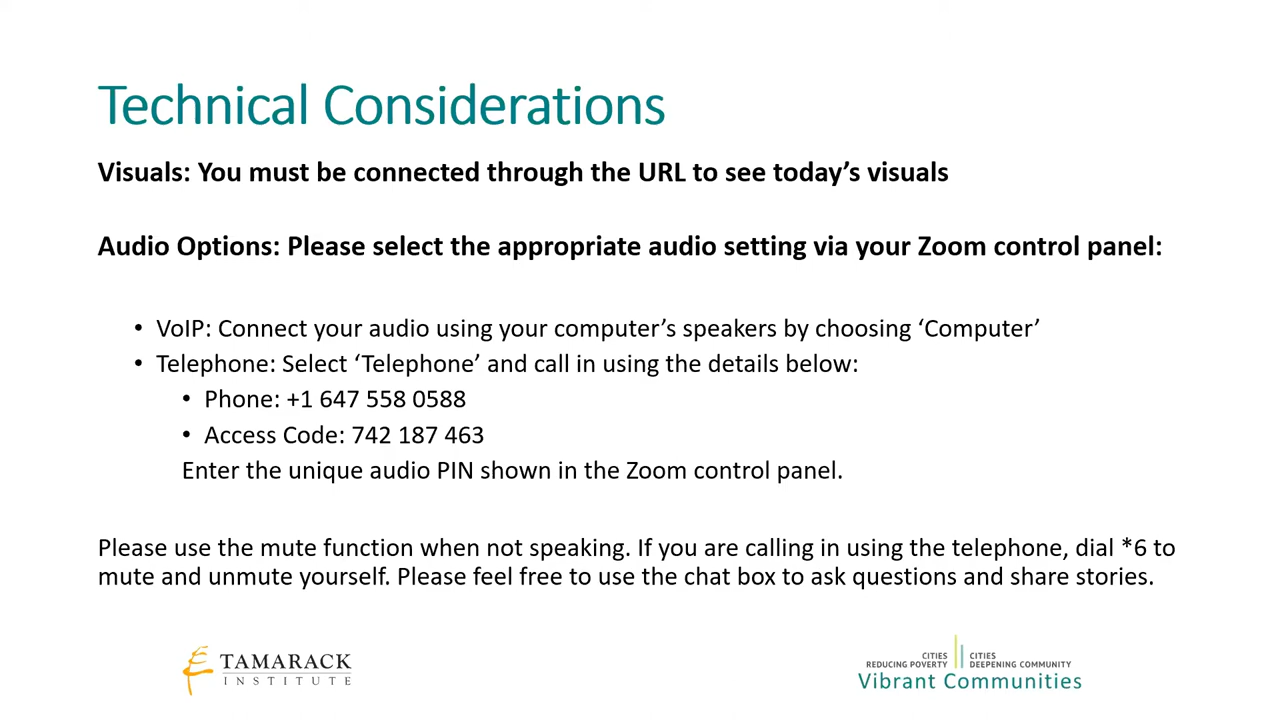 Technical Considerations
Visuals: You must be connected through the URL to see today’s visuals
Audio Options: Please select the appropriate audio setting via your Zoom control panel:
• VoIP: Connect your audio using your computer’s speakers by choosing ‘Computer’
• Telephone: Select ‘Telephone’ and call in using the details below:
• Phone: +1 647 558 0588
• Access Code: 742 187 463
Enter the unique audio PIN shown in the Zoom control panel.
Please use the mute function when not speaking. If you are calling in using the telephone, dial *6 to
mute and unmute yourself. Please feel free to use the chat box to ask questions and share stories.
TAMARACK
INSTITUTE
CITIES
REDUCING POVERTY
CITIES
DEEPENING COMMUNITY
Vibrant Communities